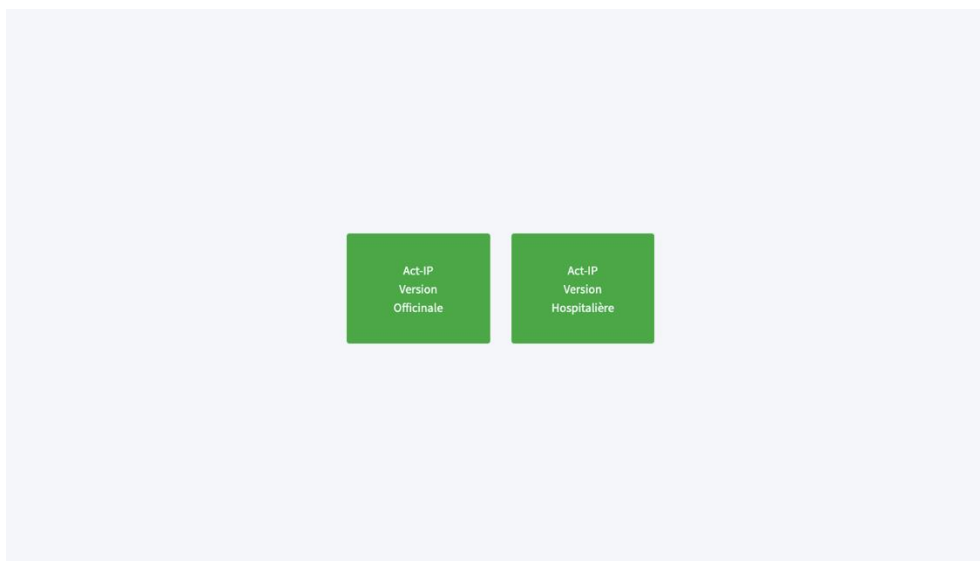 Act-IP
Version
Officinale
Act-IP
Version
Hospitalière